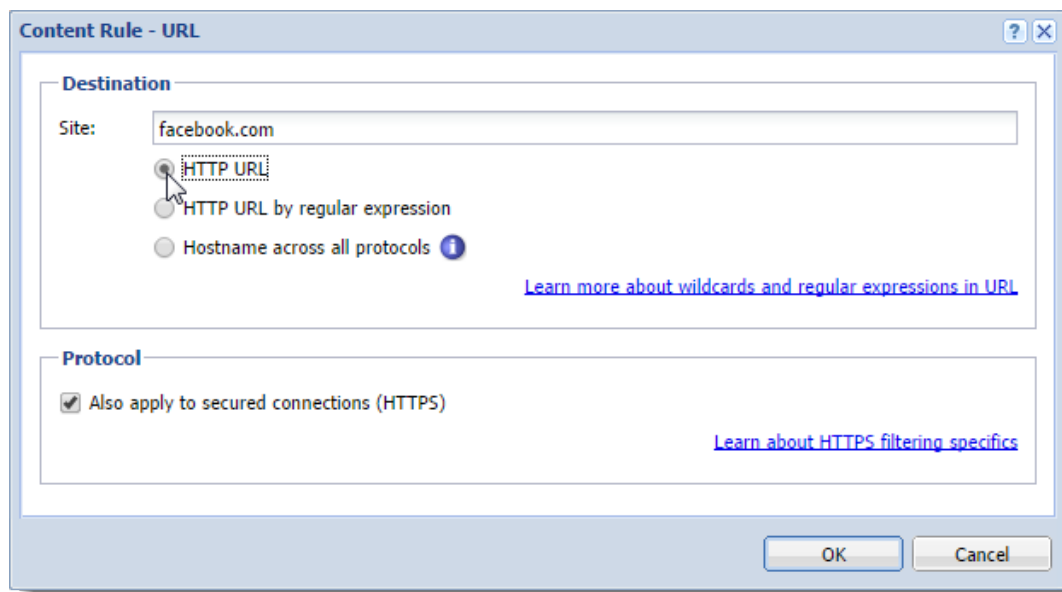 Content Rule - URL
Destination
Site: facebook.com
HTTP URL
HTTP URL by regular expression
Hostname across all protocols
Learn more about wildcards and regular expressions in URL
Protocol
Also apply to secured connections (HTTPS)
Learn about HTTPS filtering specifics
OK Cancel